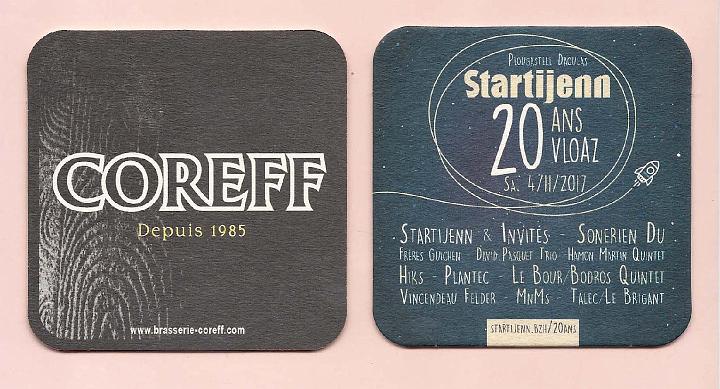 COREFF
Depuis 1985
www.brasserie-coreff.com
Plougastell Daoulas
Startijenn
20 ANS
VLOAZ
Sa. 4/11/2017
Startijenn & Invités - Sonerien Du
Frères Guichen - David Pasquet Trio - Hamon Martin Quintet
Hiks - Plantec - Le Bour/Bodros Quintet
Vincendeau Felder - MnMs - Talec/Le Brigant
STARTIJENN.BZH/20ANS